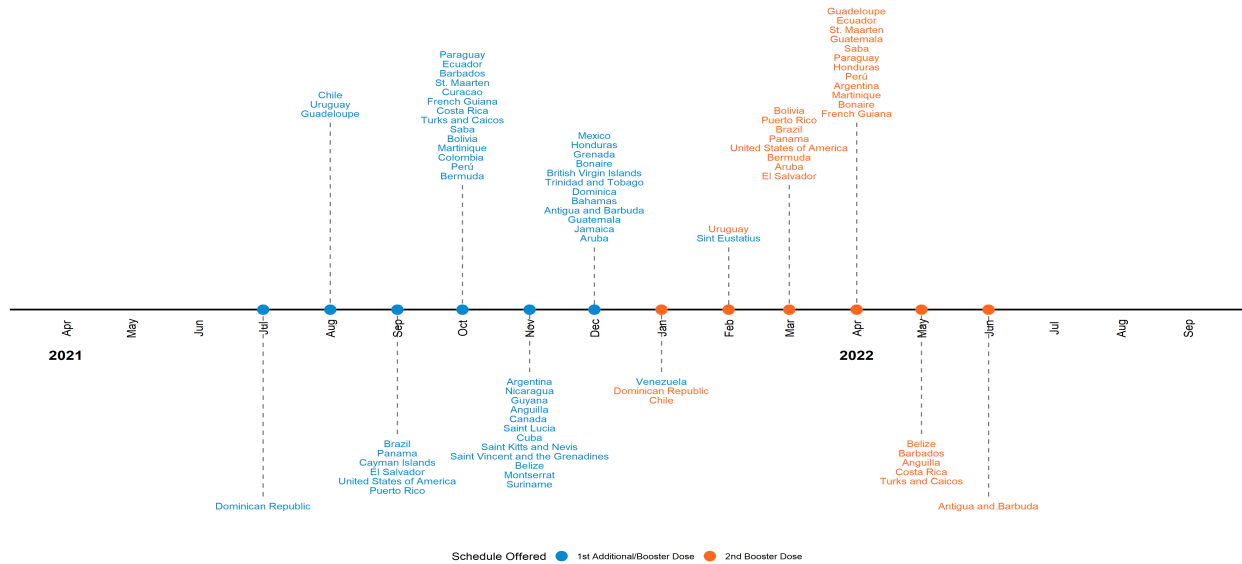 Chile
Uruguay
Guadeloupe
Paraguay
Ecuador
Barbados
St. Maarten
Curacao
French Guiana
Costa Rica
Turks and Caicos
Saba
Bolivia
Martinique
Colombia
Perú
Bermuda
Mexico
Honduras
Grenada
Bonaire
British Virgin Islands
Trinidad and Tobago
Dominica
Bahamas
Antigua and Barbuda
Guatemala
Jamaica
Aruba
Uruguay
Sint Eustatius
Bolivia
Puerto Rico
Brazil
Panama
United States of America
Bermuda
Aruba
El Salvador
Guadeloupe
Ecuador
St. Maarten
Guatemala
Saba
Paraguay
Honduras
Perú
Argentina
Martinique
Bonaire
French Guiana
Apr
May
Jun
Jul
Aug
Sep
Oct
Nov
Dec
Jan
Feb
Mar
Apr
May
Jun
Jul
Aug
Sep
2021
2022
Dominican Republic
Brazil
Panama
Cayman Islands
El Salvador
United States of America
Puerto Rico
Argentina
Nicaragua
Guyana
Anguilla
Canada
Saint Lucia
Cuba
Saint Kitts and Nevis
Saint Vincent and the Grenadines
Belize
Montserrat
Suriname
Venezuela
Dominican Republic
Chile
Belize
Barbados
Anguilla
Costa Rica
Turks and Caicos
Antigua and Barbuda
Schedule Offered
1st Additional/Booster Dose
2nd Booster Dose